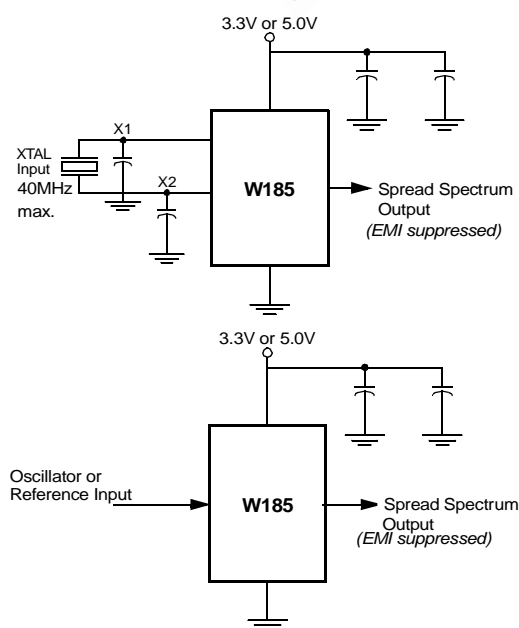 3.3V or 5.0V
X1
XTAL
Input
40MHz
max.
X2
W185
Spread Spectrum
Output
(EMI suppressed)
3.3V or 5.0V
Oscillator or
Reference Input
W185
Spread Spectrum
Output
(EMI suppressed)